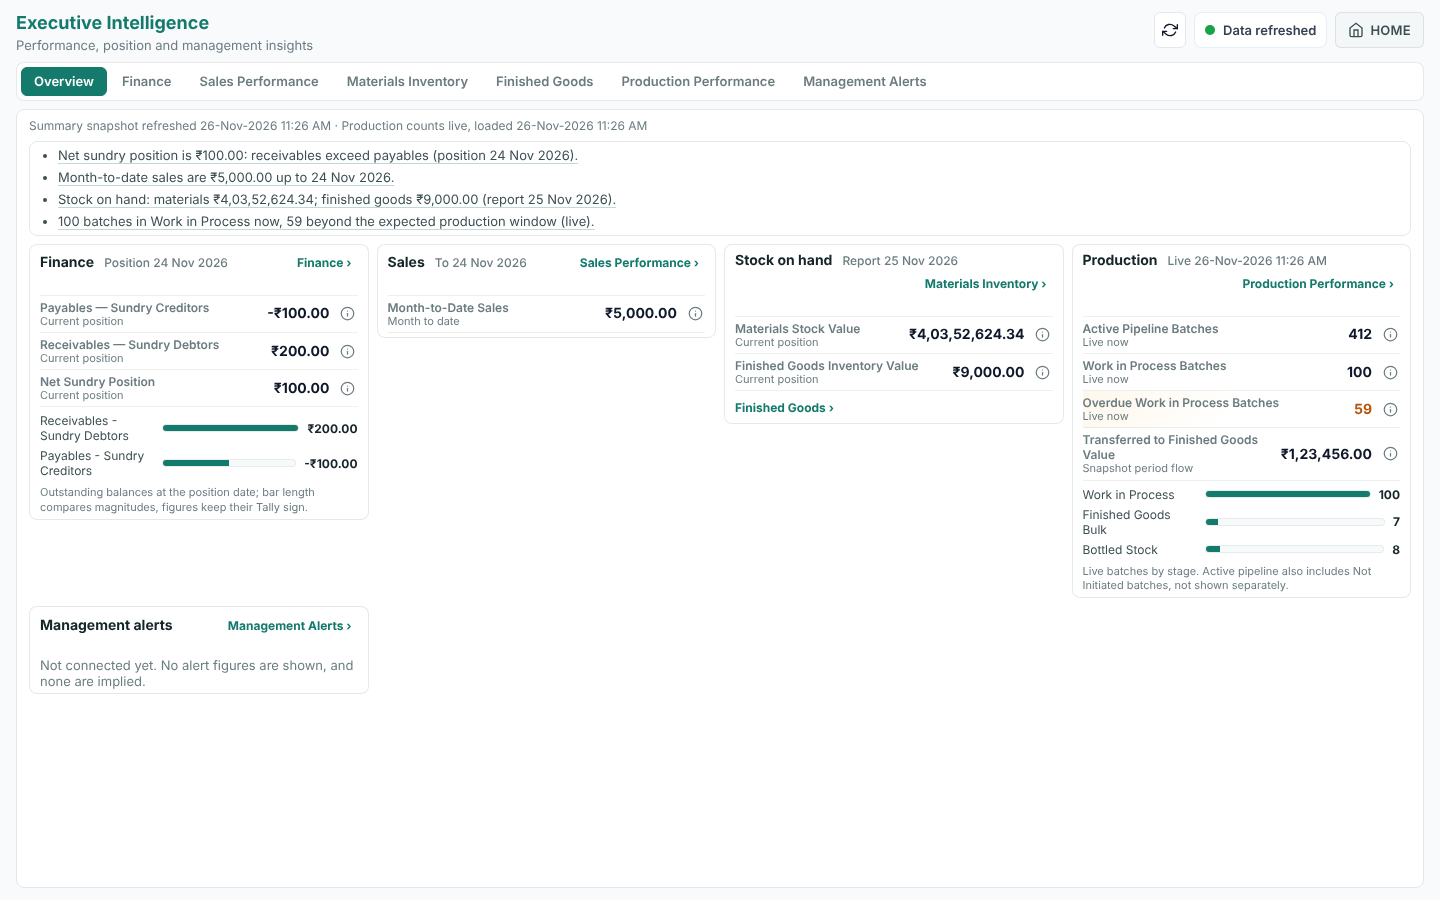 Executive Intelligence
Performance, position and management insights
Data refreshed
HOME
Overview
Finance
Sales Performance
Materials Inventory
Finished Goods
Production Performance
Management Alerts
Summary snapshot refreshed 26-Nov-2026 11:26 AM · Production counts live, loaded 26-Nov-2026 11:26 AM
• Net sundry position is ₹100.00: receivables exceed payables (position 24 Nov 2026).
• Month-to-date sales are ₹5,000.00 up to 24 Nov 2026.
• Stock on hand: materials ₹4,03,52,624.34; finished goods ₹9,000.00 (report 25 Nov 2026).
• 100 batches in Work in Process now, 59 beyond the expected production window (live).
Finance Position 24 Nov 2026 Finance ›
Payables — Sundry Creditors
Current position
-₹100.00
Receivables — Sundry Debtors
Current position
₹200.00
Net Sundry Position
Current position
₹100.00
Receivables -
Sundry Debtors
₹200.00
Payables - Sundry
Creditors
-₹100.00
Outstanding balances at the position date; bar length
compares magnitudes, figures keep their Tally sign.
Sales To 24 Nov 2026 Sales Performance ›
Month-to-Date Sales
Month to date
₹5,000.00
Stock on hand Report 25 Nov 2026
Materials Inventory ›
Materials Stock Value
Current position
₹4,03,52,624.34
Finished Goods Inventory Value
Current position
₹9,000.00
Finished Goods ›
Production Live 26-Nov-2026 11:26 AM
Production Performance ›
Active Pipeline Batches
Live now
412
Work in Process Batches
Live now
100
Overdue Work in Process Batches
Live now
59
Transferred to Finished Goods
Value
Snapshot period flow
₹1,23,456.00
Work in Process
100
Finished Goods
Bulk
7
Bottled Stock
8
Live batches by stage. Active pipeline also includes Not
Initiated batches, not shown separately.
Management alerts Management Alerts ›
Not connected yet. No alert figures are shown, and
none are implied.